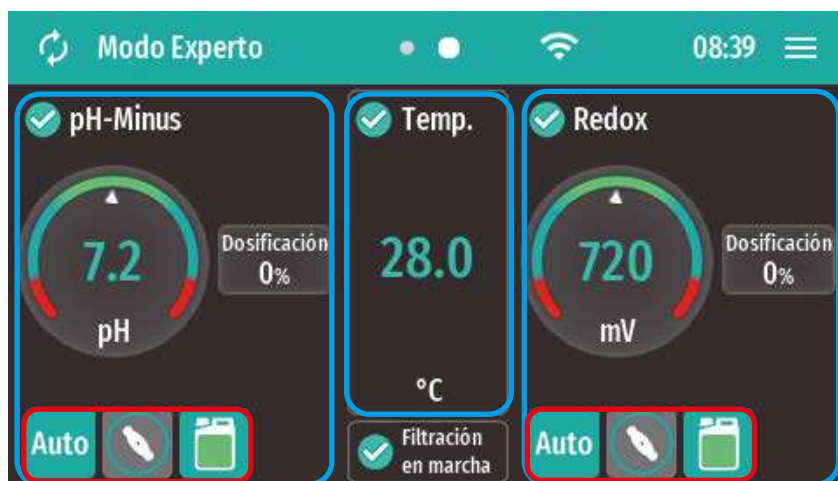 Modo Experto
08:39
pH-Minus
7.2
pH
Dosificación
0%
Auto
Temp.
28.0
°C
Filtración
en marcha
Redox
720
mV
Dosificación
0%
Auto